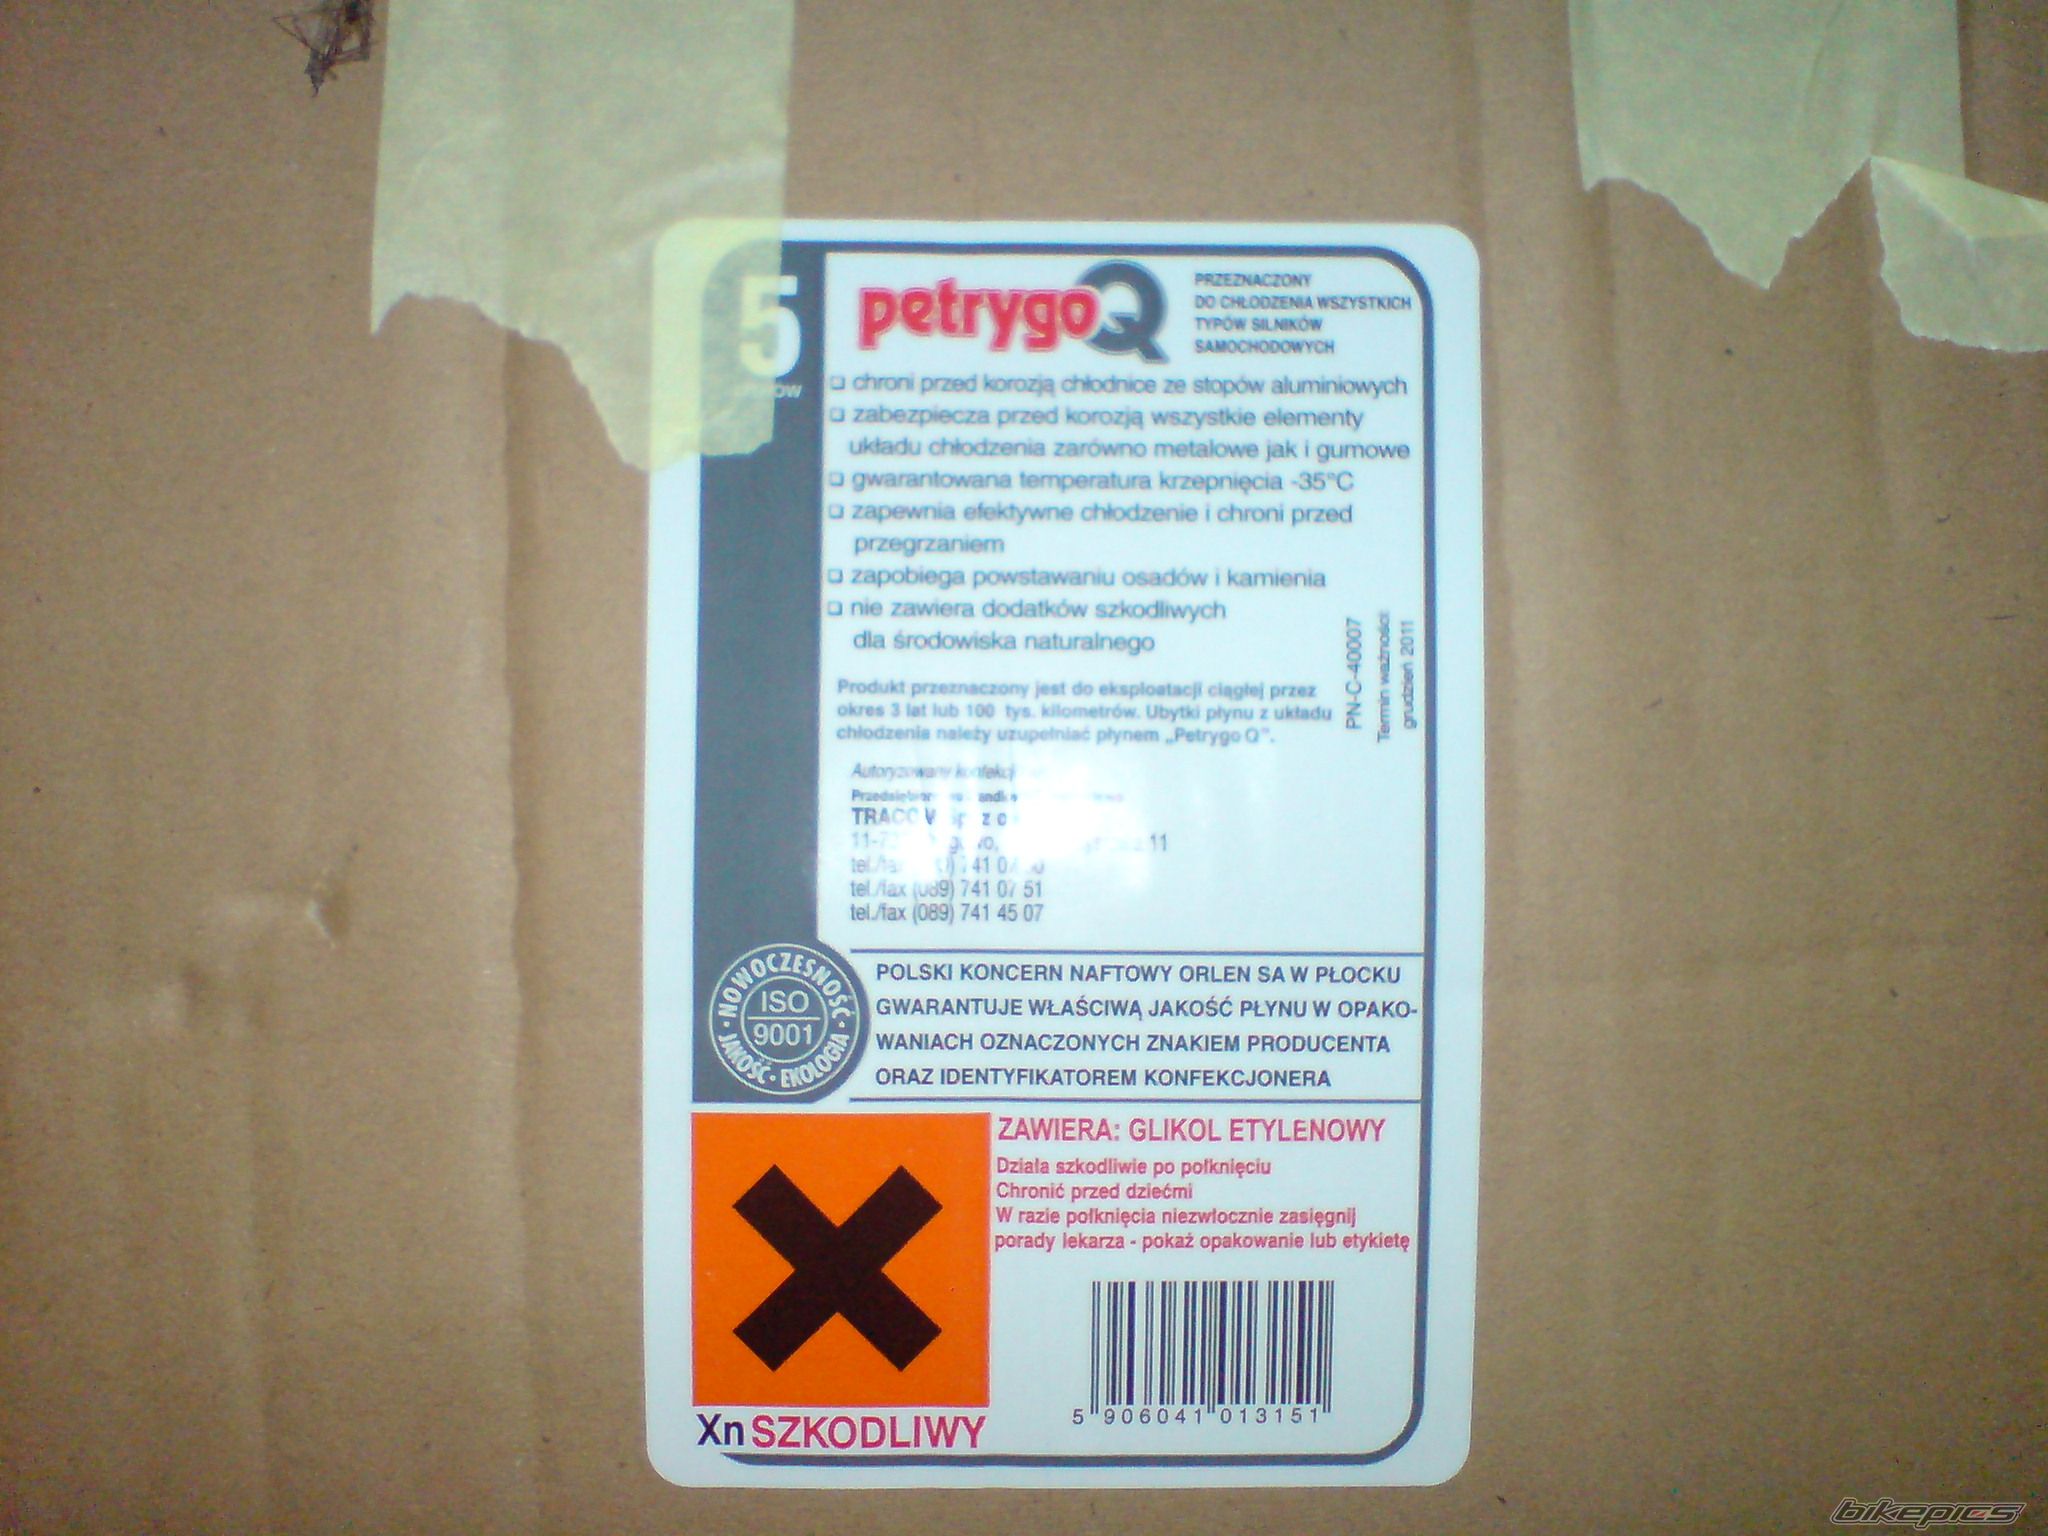 5
petrygo Q
PRZEZNACZONY
DO CHŁODZENIA WSZYSTKICH
TYPÓW SILNIKÓW
SAMOCHODOWYCH
chroni przed korozją chłodnice ze stopów aluminiowych
zabezpiecza przed korozją wszystkie elementy
układu chłodzenia zarówno metalowe jak i gumowe
gwarantowana temperatura krzepnięcia -35°C
zapewnia efektywne chłodzenie i chroni przed
przegrzaniem
zapobiega powstawaniu osadów i kamienia
nie zawiera dodatków szkodliwych
dla środowiska naturalnego
PN-C-40007
Termin ważności:
grudzień 2011
Produkt przeznaczony jest do eksploatacji ciągłej przez
okres 3 lat lub 100 tys. kilometrów. Ubytki płynu z układu
chłodzenia należy uzupełniać płynem „Petrygo Q”.
Autoryzowany
11
tel./fax (089) 741 07 51
tel./fax (089) 741 45 07
NOWOCZESNOŚĆ
ISO
9001
JAKOŚĆ · EKOLOGIA
POLSKI KONCERN NAFTOWY ORLEN SA W PŁOCKU
GWARANTUJE WŁAŚCIWĄ JAKOŚĆ PŁYNU W OPAKO-
WANIACH OZNACZONYCH ZNAKIEM PRODUCENTA
ORAZ IDENTYFIKATOREM KONFEKCJONERA
ZAWIERA: GLIKOL ETYLENOWY
Działa szkodliwie po połknięciu
Chronić przed dziećmi
W razie połknięcia niezwłocznie zasięgnij
porady lekarza - pokaż opakowanie lub etykietę
5 906041 013151
Xn SZKODLIWY
bikepics